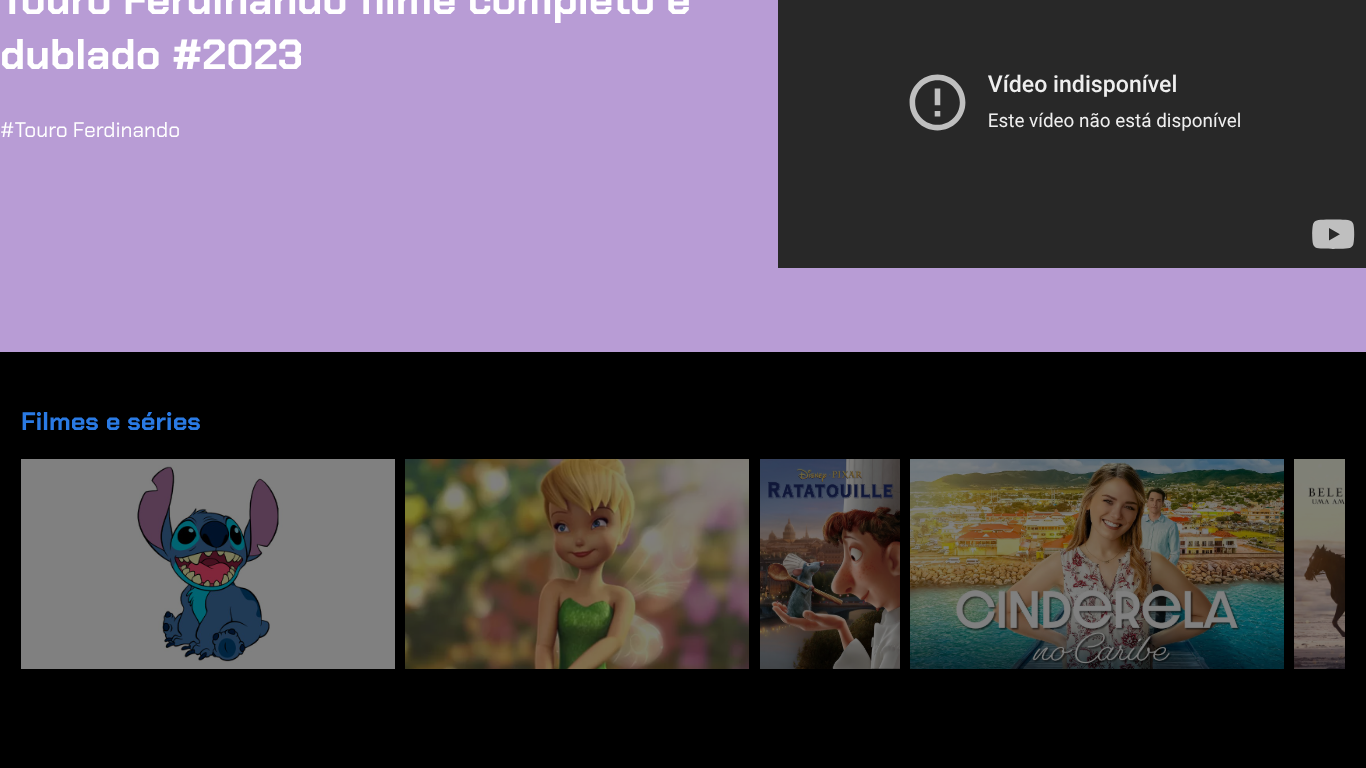 Touro Ferdinando filme completo e
dublado #2023
#Touro Ferdinando
Vídeo indisponível
Este vídeo não está disponível
Filmes e séries
Disney PIXAR
RATATOUILLE
CINDERELA
no Caribe
BELE
UMA AM